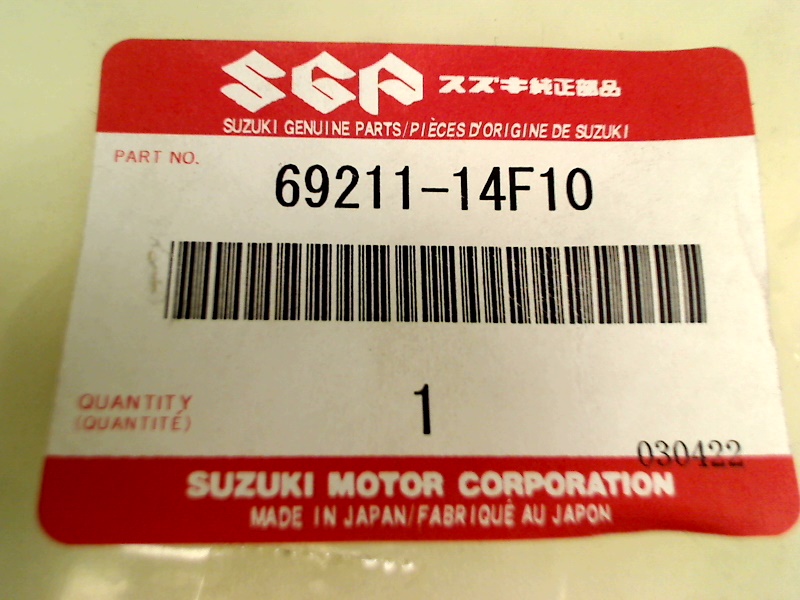 SGP スズキ純正部品
SUZUKI GENUINE PARTS/PIÈCES D'ORIGINE DE SUZUKI
PART NO.
69211-14F10
QUANTITY 1
(QUANTITÉ)
030422
SUZUKI MOTOR CORPORATION
MADE IN JAPAN/FABRIQUÉ AU JAPON